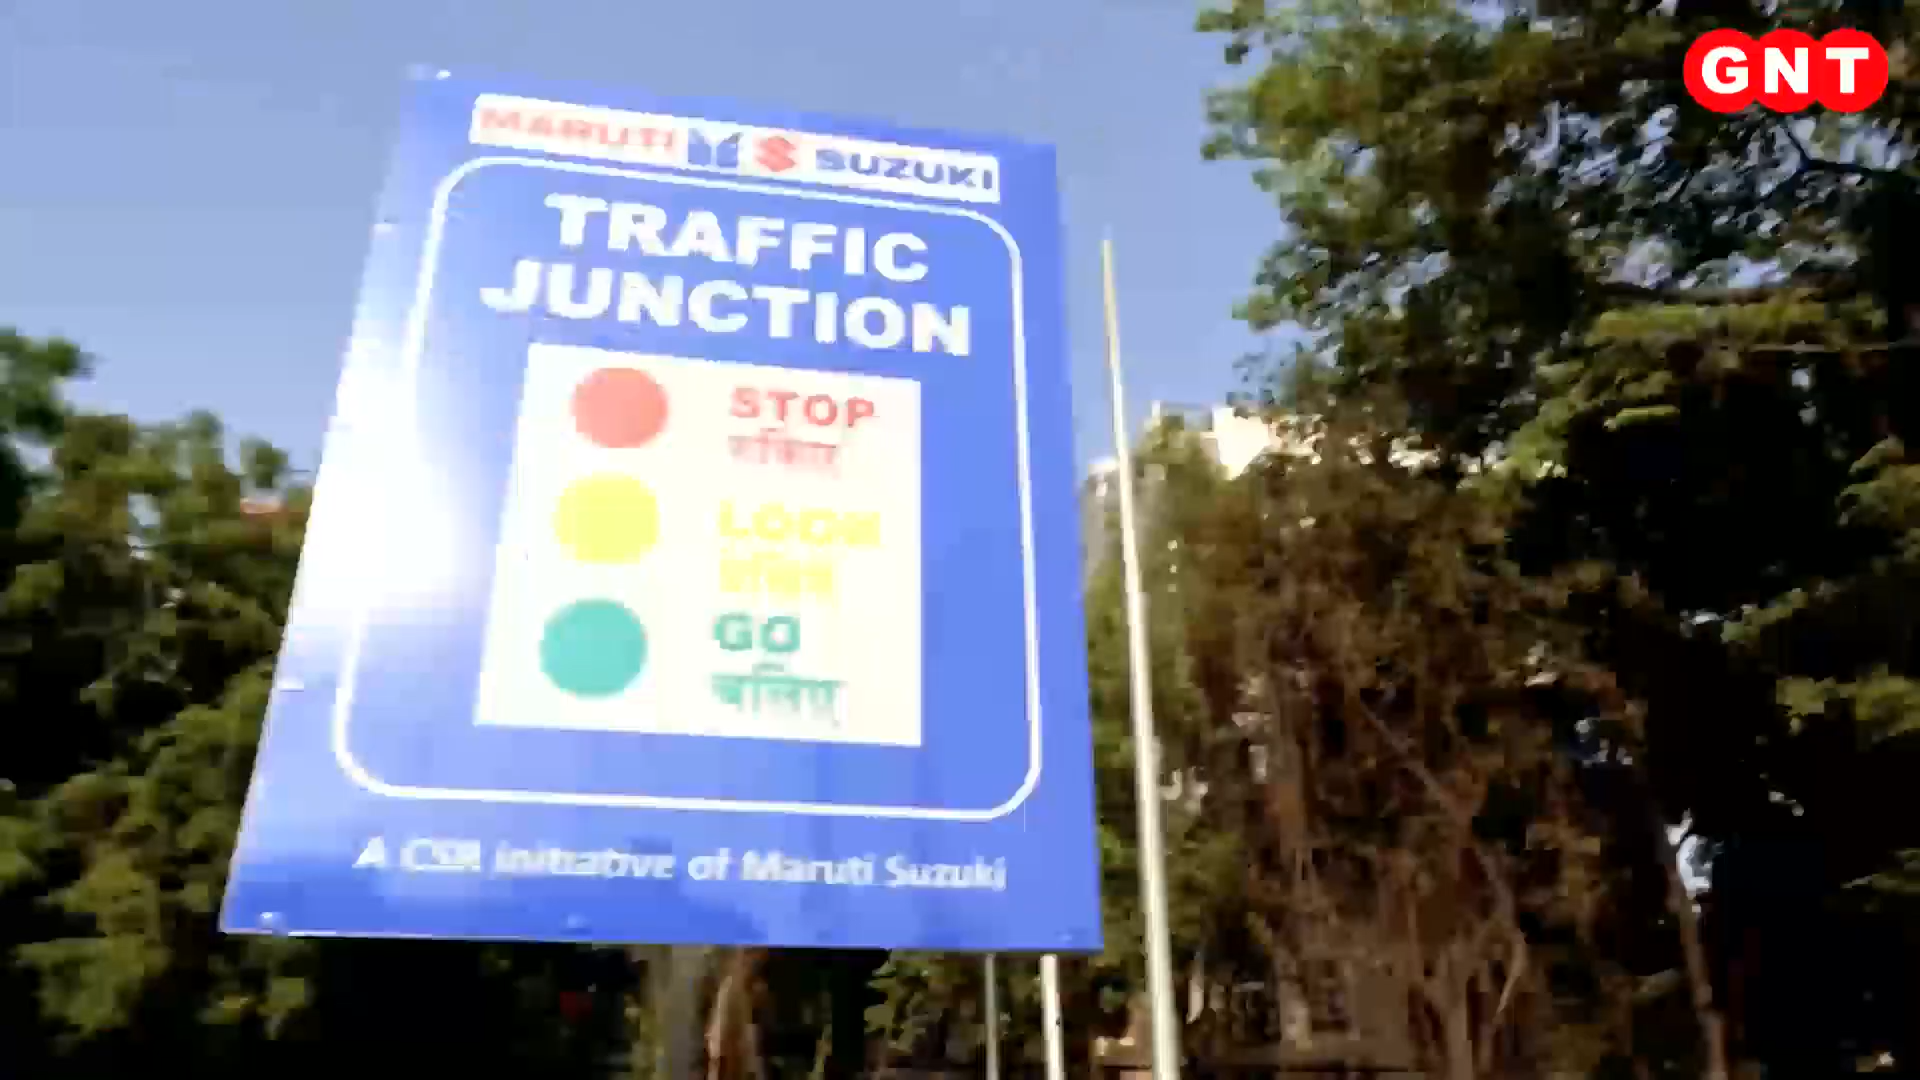 GNT
MARUTI SUZUKI
TRAFFIC
JUNCTION
STOP
रुकिए
LOOK
देखिए
GO
चलिए
A CSR initiative of Maruti Suzuki